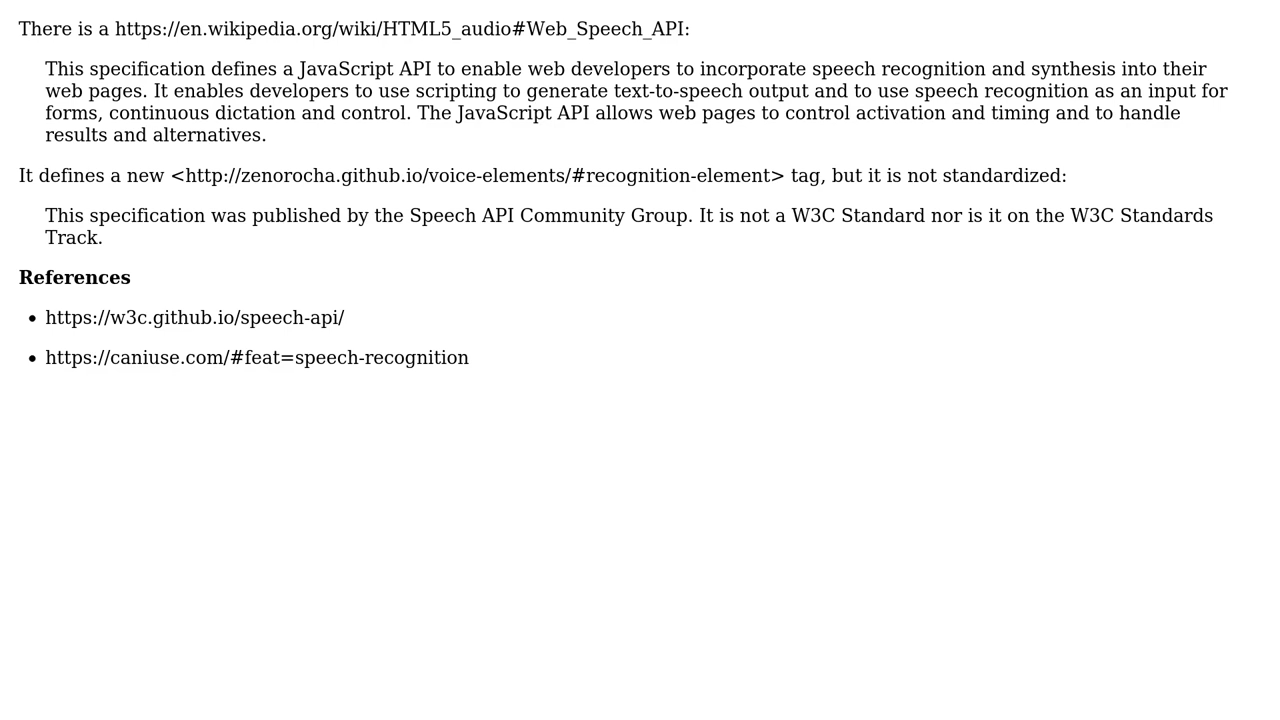 There is a https://en.wikipedia.org/wiki/HTML5_audio#Web_Speech_API:
This specification defines a JavaScript API to enable web developers to incorporate speech recognition and synthesis into their
web pages. It enables developers to use scripting to generate text-to-speech output and to use speech recognition as an input for
forms, continuous dictation and control. The JavaScript API allows web pages to control activation and timing and to handle
results and alternatives.
It defines a new <http://zenorocha.github.io/voice-elements/#recognition-element> tag, but it is not standardized:
This specification was published by the Speech API Community Group. It is not a W3C Standard nor is it on the W3C Standards
Track.
References
• https://w3c.github.io/speech-api/
• https://caniuse.com/#feat=speech-recognition